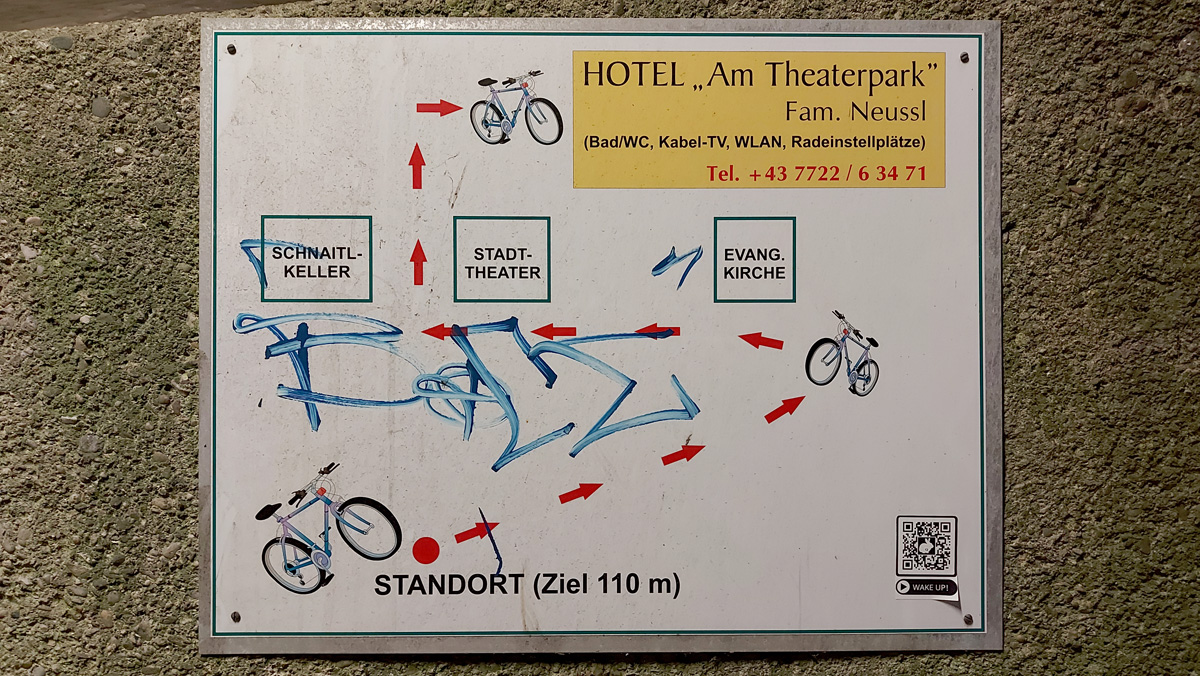 HOTEL „Am Theaterpark”
Fam. Neussl
(Bad/WC, Kabel-TV, WLAN, Radeinstellplätze)
Tel. +43 7722 / 6 34 71
SCHNAITL-
KELLER
STADT-
THEATER
EVANG.
KIRCHE
STANDORT (Ziel 110 m)
WAKE UP!